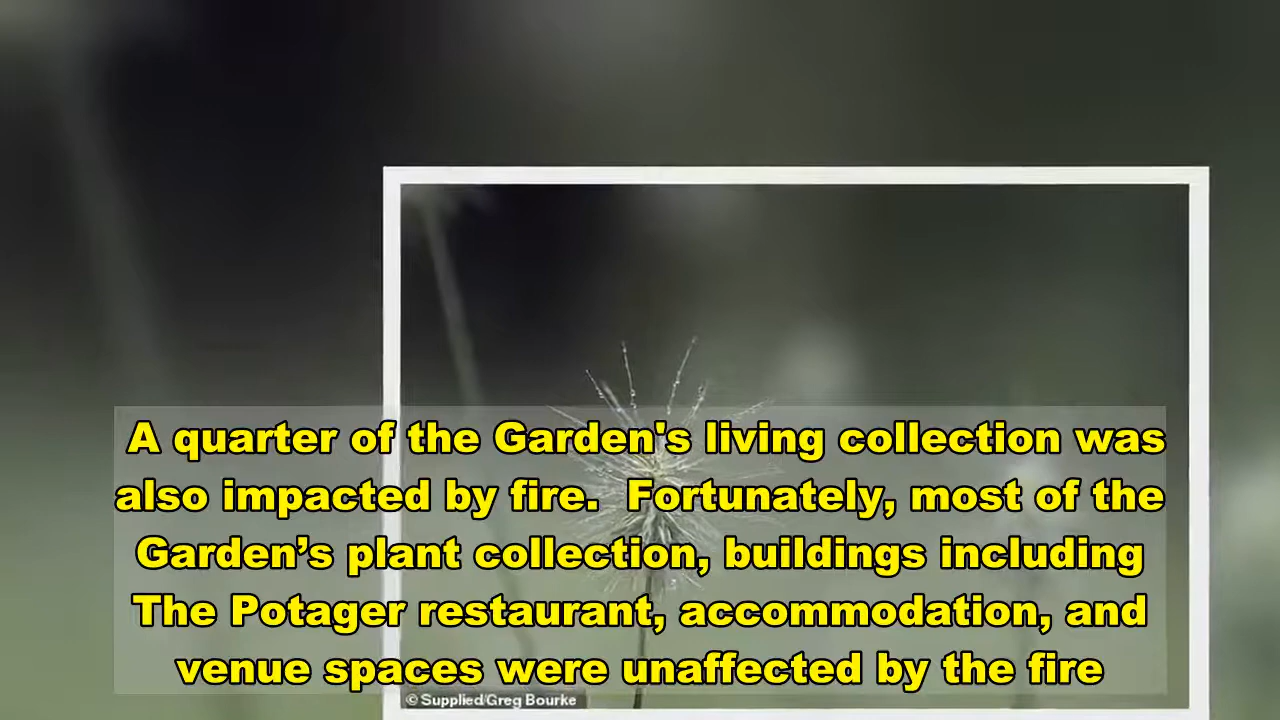 A quarter of the Garden's living collection was
also impacted by fire.  Fortunately, most of the
Garden’s plant collection, buildings including
The Potager restaurant, accommodation, and
venue spaces were unaffected by the fire
© Supplied/Greg Bourke